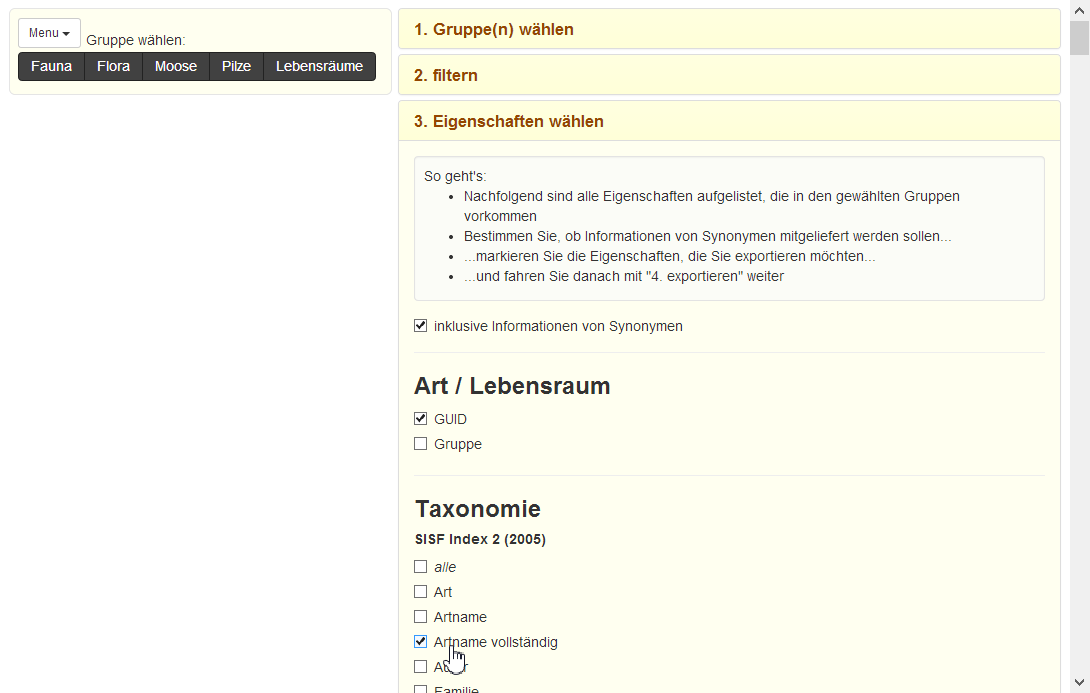 Menu
Gruppe wählen:
Fauna Flora Moose Pilze Lebensräume
1. Gruppe(n) wählen
2. filtern
3. Eigenschaften wählen
So geht's:
Nachfolgend sind alle Eigenschaften aufgelistet, die in den gewählten Gruppen
vorkommen
Bestimmen Sie, ob Informationen von Synonymen mitgeliefert werden sollen...
...markieren Sie die Eigenschaften, die Sie exportieren möchten...
...und fahren Sie danach mit "4. exportieren" weiter
inklusive Informationen von Synonymen
Art / Lebensraum
GUID
Gruppe
Taxonomie
SISF Index 2 (2005)
alle
Art
Artname
Artname vollständig
Familie